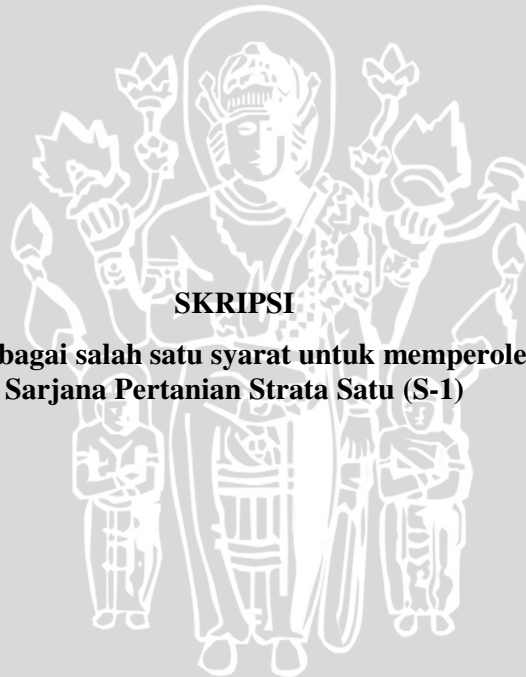 SKRIPSI
bagai salah satu syarat untuk memperole
Sarjana Pertanian Strata Satu (S-1)